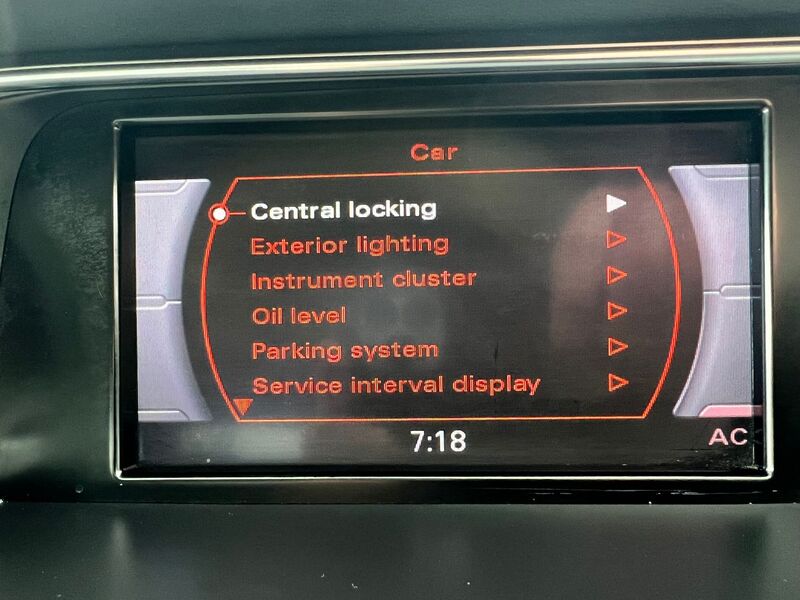 Car
Central locking
Exterior lighting
Instrument cluster
Oil level
Parking system
Service interval display
7:18
AC